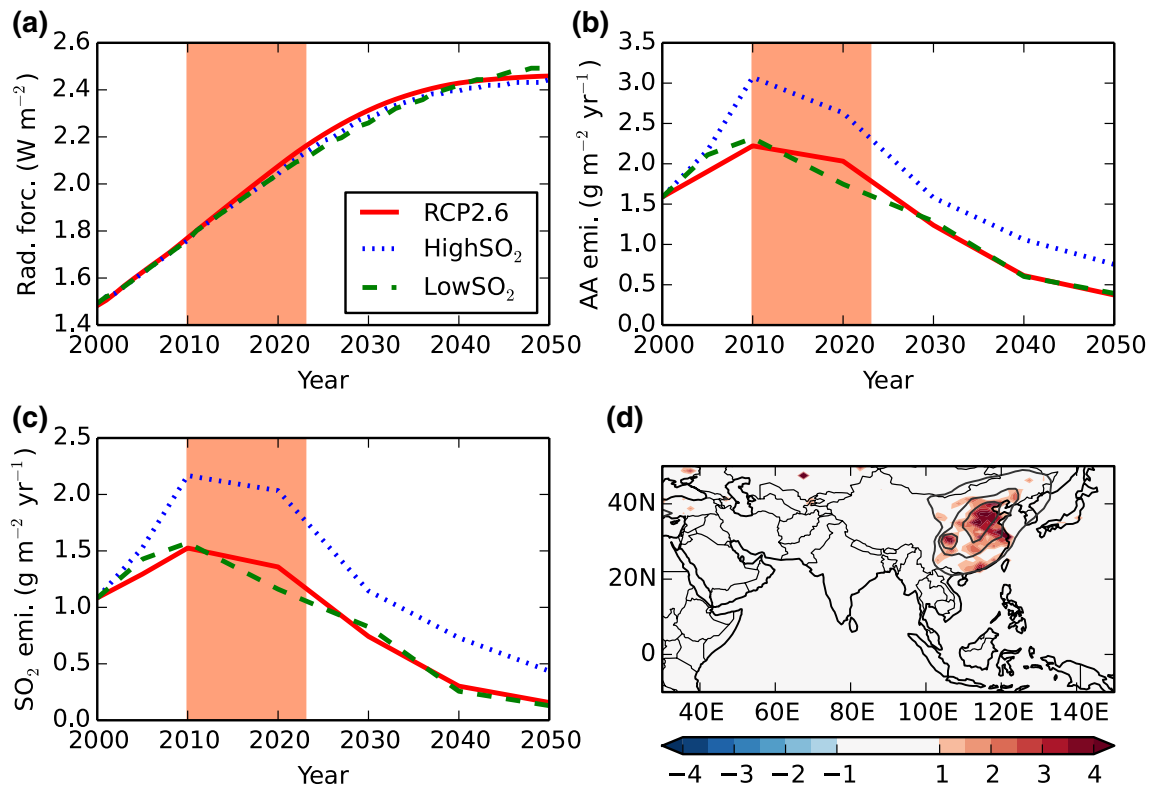 (a)
2.6
2.4
2.2
2.0
1.8
1.6
1.4
Rad. forc. (W m⁻²)
RCP2.6
HighSO₂
LowSO₂
2000 2010 2020 2030 2040 2050
Year
(b)
3.5
3.0
2.5
2.0
1.5
1.0
0.5
0.0
AA emi. (g m⁻² yr⁻¹)
2000 2010 2020 2030 2040 2050
Year
(c)
2.5
2.0
1.5
1.0
0.5
0.0
SO₂ emi. (g m⁻² yr⁻¹)
2000 2010 2020 2030 2040 2050
Year
(d)
40N
20N
0
30E 60E 80E 100E 120E 140E
−4 −3 −2 −1 1 2 3 4